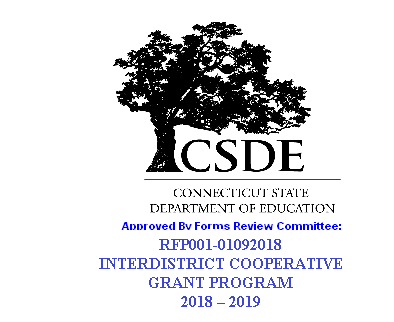 CSDE
CONNECTICUT STATE
DEPARTMENT OF EDUCATION
Approved By Forms Review Committee:
RFP001-01092018
INTERDISTRICT COOPERATIVE
GRANT PROGRAM
2018 – 2019